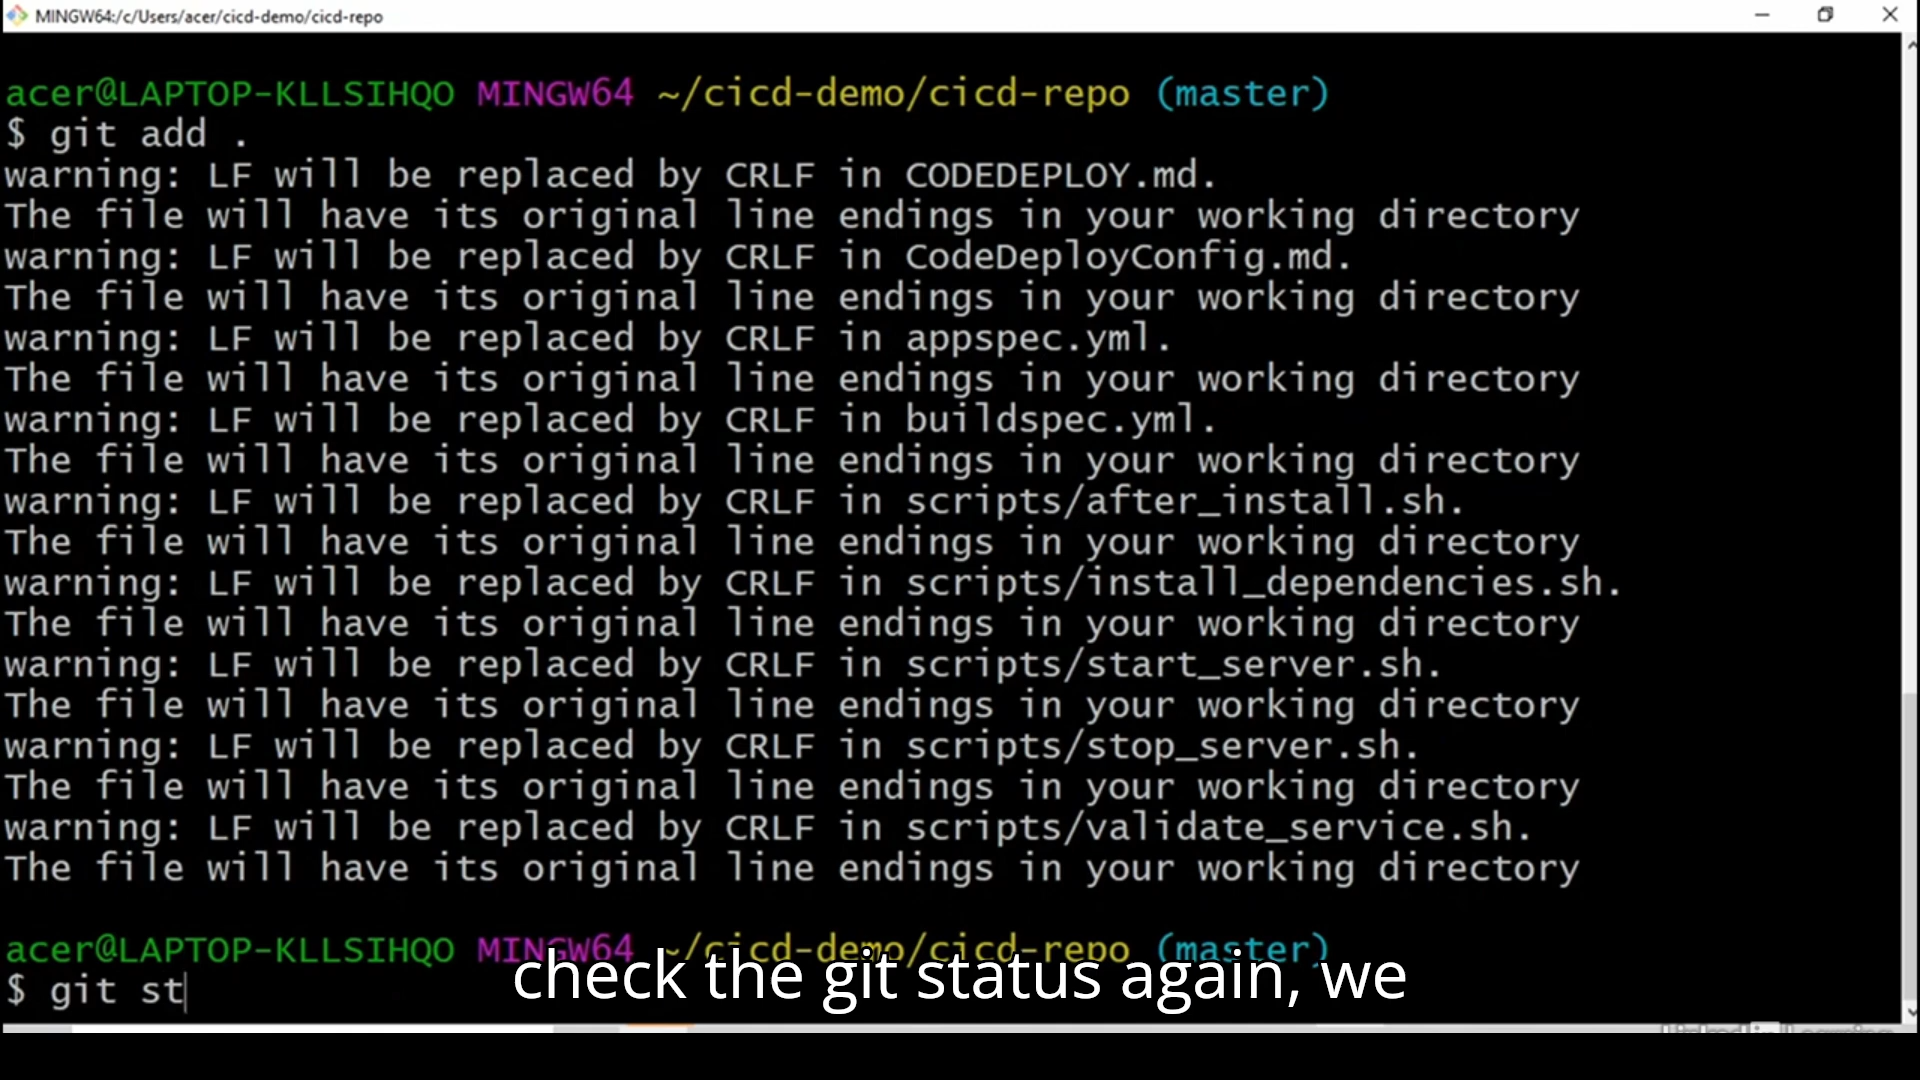 MINGW64:/c/Users/acer/cicd-demo/cicd-repo
acer@LAPTOP-KLLSIHQO MINGW64 ~/cicd-demo/cicd-repo (master)
$ git add .
warning: LF will be replaced by CRLF in CODEDEPLOY.md.
The file will have its original line endings in your working directory
warning: LF will be replaced by CRLF in CodeDeployConfig.md.
The file will have its original line endings in your working directory
warning: LF will be replaced by CRLF in appspec.yml.
The file will have its original line endings in your working directory
warning: LF will be replaced by CRLF in buildspec.yml.
The file will have its original line endings in your working directory
warning: LF will be replaced by CRLF in scripts/after_install.sh.
The file will have its original line endings in your working directory
warning: LF will be replaced by CRLF in scripts/install_dependencies.sh.
The file will have its original line endings in your working directory
warning: LF will be replaced by CRLF in scripts/start_server.sh.
The file will have its original line endings in your working directory
warning: LF will be replaced by CRLF in scripts/stop_server.sh.
The file will have its original line endings in your working directory
warning: LF will be replaced by CRLF in scripts/validate_service.sh.
The file will have its original line endings in your working directory
acer@LAPTOP-KLLSIHQO MINGW64 ~/cicd-demo/cicd-repo (master)
$ git st
check the git status again, we